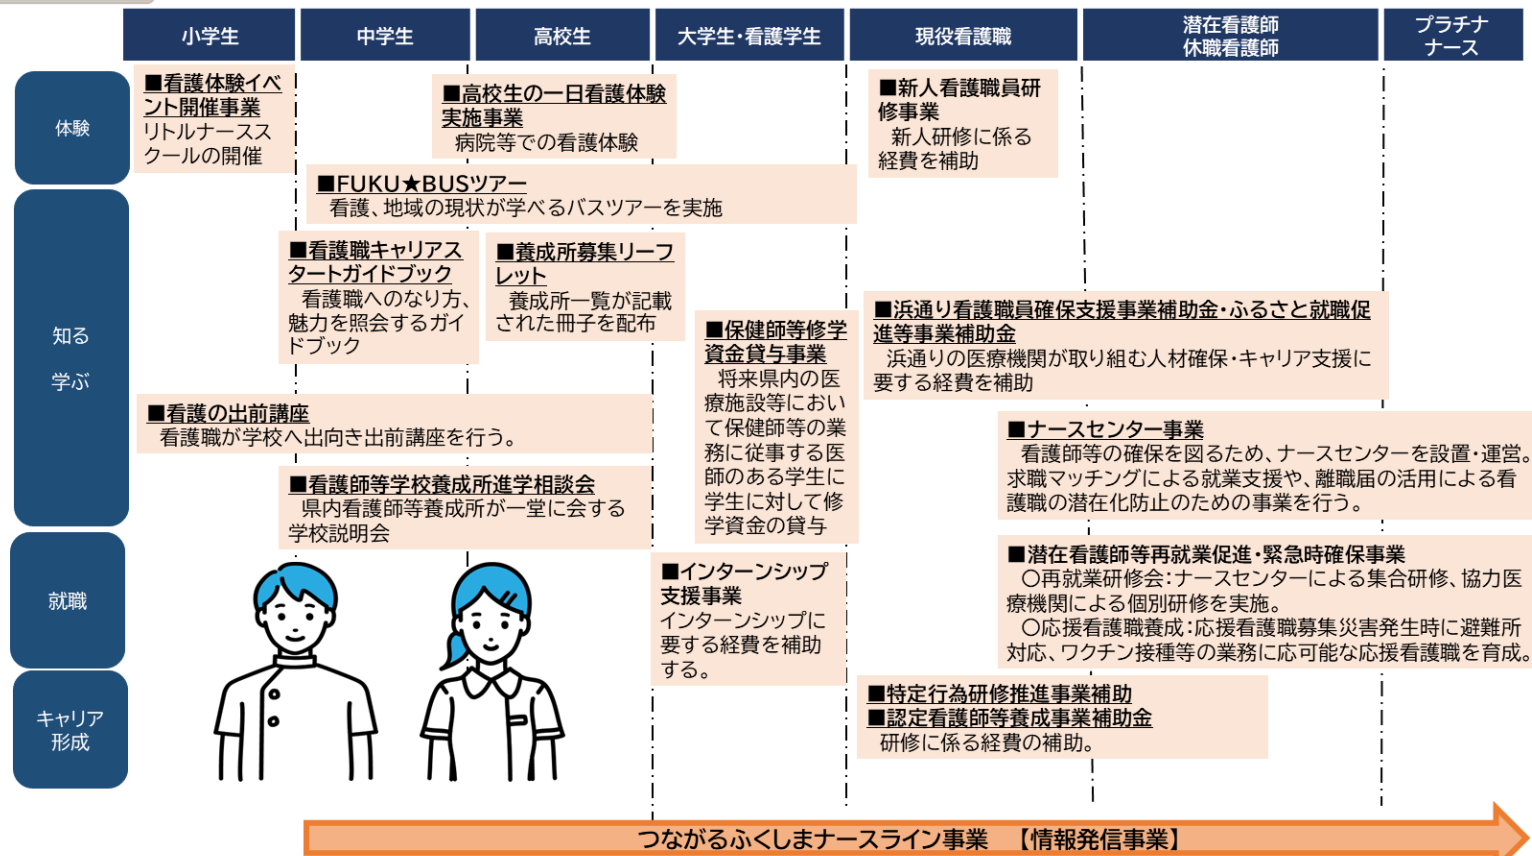 小学生
中学生
高校生
大学生・看護学生
現役看護職
潜在看護師
休職看護師
プラチナ
ナース
体験
■看護体験イベ
ント開催事業
リトルナースス
クールの開催
■高校生の一日看護体験
実施事業
病院等での看護体験
■新人看護職員研
修事業
新人研修に係る
経費を補助
■FUKU★BUSツアー
看護、地域の現状が学べるバスツアーを実施
知る
学ぶ
■看護職キャリアス
タートガイドブック
看護職へのなり方、
魅力を照会するガイ
ドブック
■養成所募集リーフ
レット
養成所一覧が記載
された冊子を配布
■保健師等修学
資金貸与事業
将来県内の医
療施設等におい
て保健師等の業
務に従事する医
師のある学生に
学生に対して修
学資金の貸与
■浜通り看護職員確保支援事業補助金・ふるさと就職促
進等事業補助金
浜通りの医療機関が取り組む人材確保・キャリア支援に
要する経費を補助
■看護の出前講座
看護職が学校へ出向き出前講座を行う。
■ナースセンター事業
看護師等の確保を図るため、ナースセンターを設置・運営。
求職マッチングによる就業支援や、離職届の活用による看
護職の潜在化防止のための事業を行う。
■看護師等学校養成所進学相談会
県内看護師等養成所が一堂に会する
学校説明会
就職
■インターンシップ
支援事業
インターンシップに
要する経費を補助
する。
■潜在看護師等再就業促進・緊急時確保事業
〇再就業研修会：ナースセンターによる集合研修、協力医
療機関による個別研修を実施。
〇応援看護職養成：応援看護職募集災害発生時に避難所
対応、ワクチン接種等の業務に応可能な応援看護職を育成。
キャリア
形成
■特定行為研修推進事業補助
■認定看護師等養成事業補助金
研修に係る経費の補助。
つながるふくしまナースライン事業　【情報発信事業】